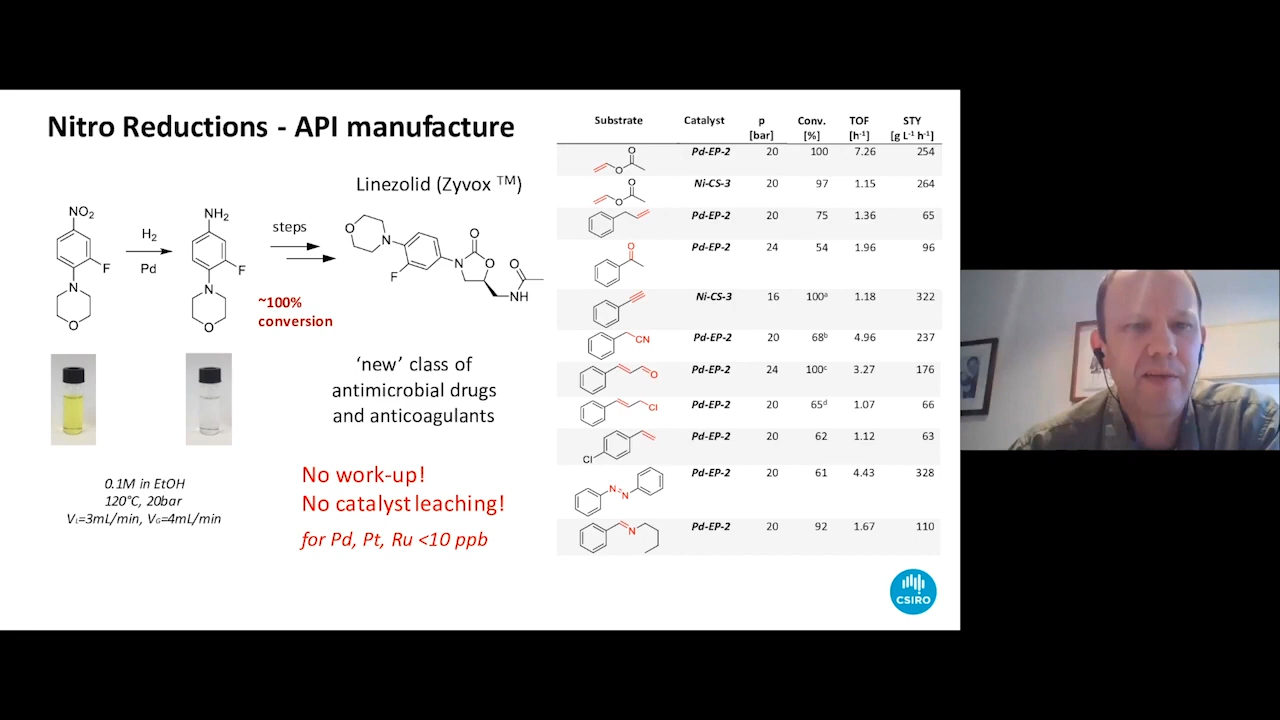 Nitro Reductions - API manufacture
Linezolid (Zyvox TM)
NO2
NH2
H2
Pd
steps
F
N
O
F
N
O
~100%
conversion
O
N
F
N
O
O
O
NH
'new' class of
antimicrobial drugs
and anticoagulants
0.1M in EtOH
120°C, 20bar
VL=3mL/min, VG=4mL/min
No work-up!
No catalyst leaching!
for Pd, Pt, Ru <10 ppb
Substrate Catalyst p [bar] Conv. [%] TOF [h-1] STY [g L-1 h-1]
O O Pd-EP-2 20 100 7.26 254
O O Ni-CS-3 20 97 1.15 264
Pd-EP-2 20 75 1.36 65
O Pd-EP-2 24 54 1.96 96
Ni-CS-3 16 100a 1.18 322
CN Pd-EP-2 20 68b 4.96 237
O Pd-EP-2 24 100c 3.27 176
Cl Pd-EP-2 20 65d 1.07 66
Cl Pd-EP-2 20 62 1.12 63
N N Pd-EP-2 20 61 4.43 328
N Pd-EP-2 20 92 1.67 110
CSIRO